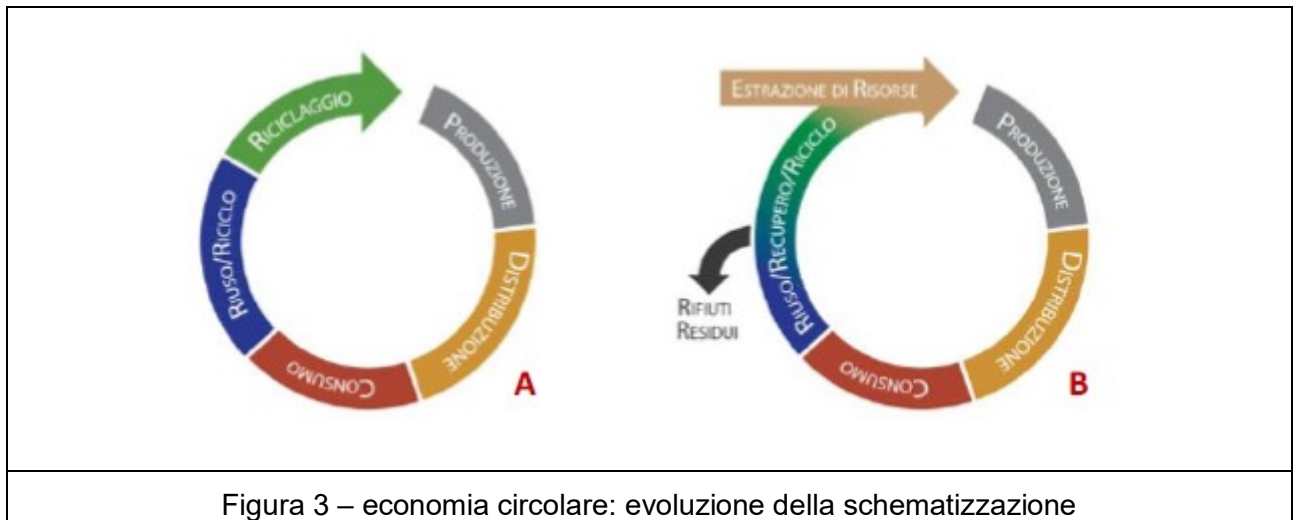 RICICLAGGIO
PRODUZIONE
DISTRIBUZIONE
CONSUMO
RIUSO/RICICLO
A
ESTRAZIONE DI RISORSE
PRODUZIONE
DISTRIBUZIONE
CONSUMO
RIUSO/RECUPERO/RICICLO
RIFIUTI
RESIDUI
B
Figura 3 – economia circolare: evoluzione della schematizzazione